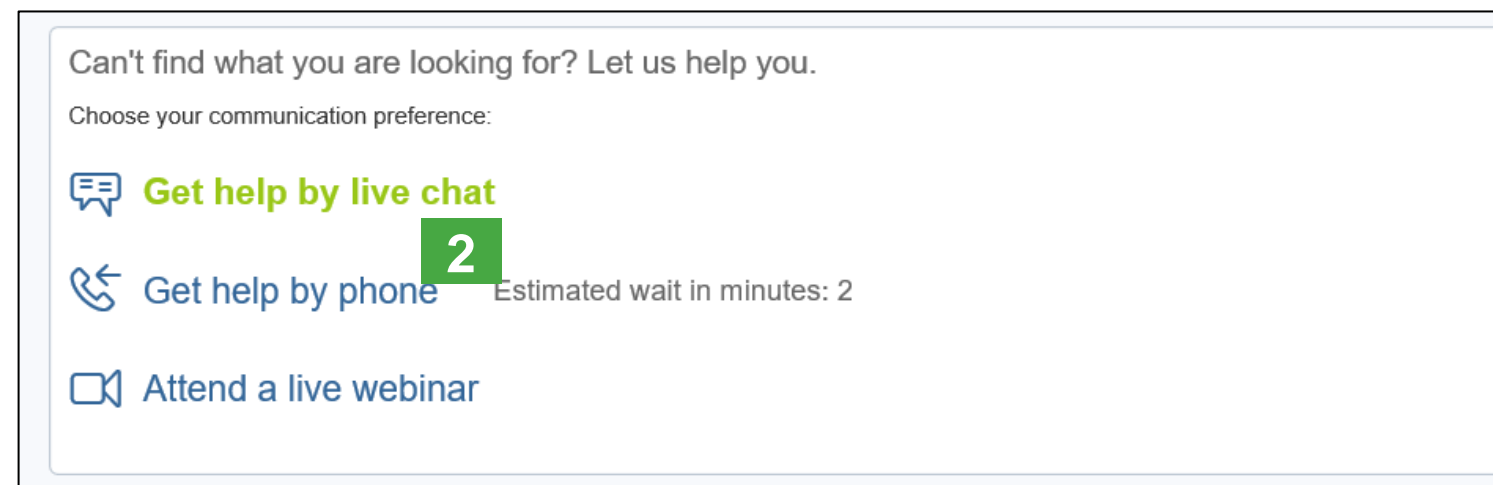 Can't find what you are looking for? Let us help you.
Choose your communication preference:
Get help by live chat
2
Get help by phone Estimated wait in minutes: 2
Attend a live webinar